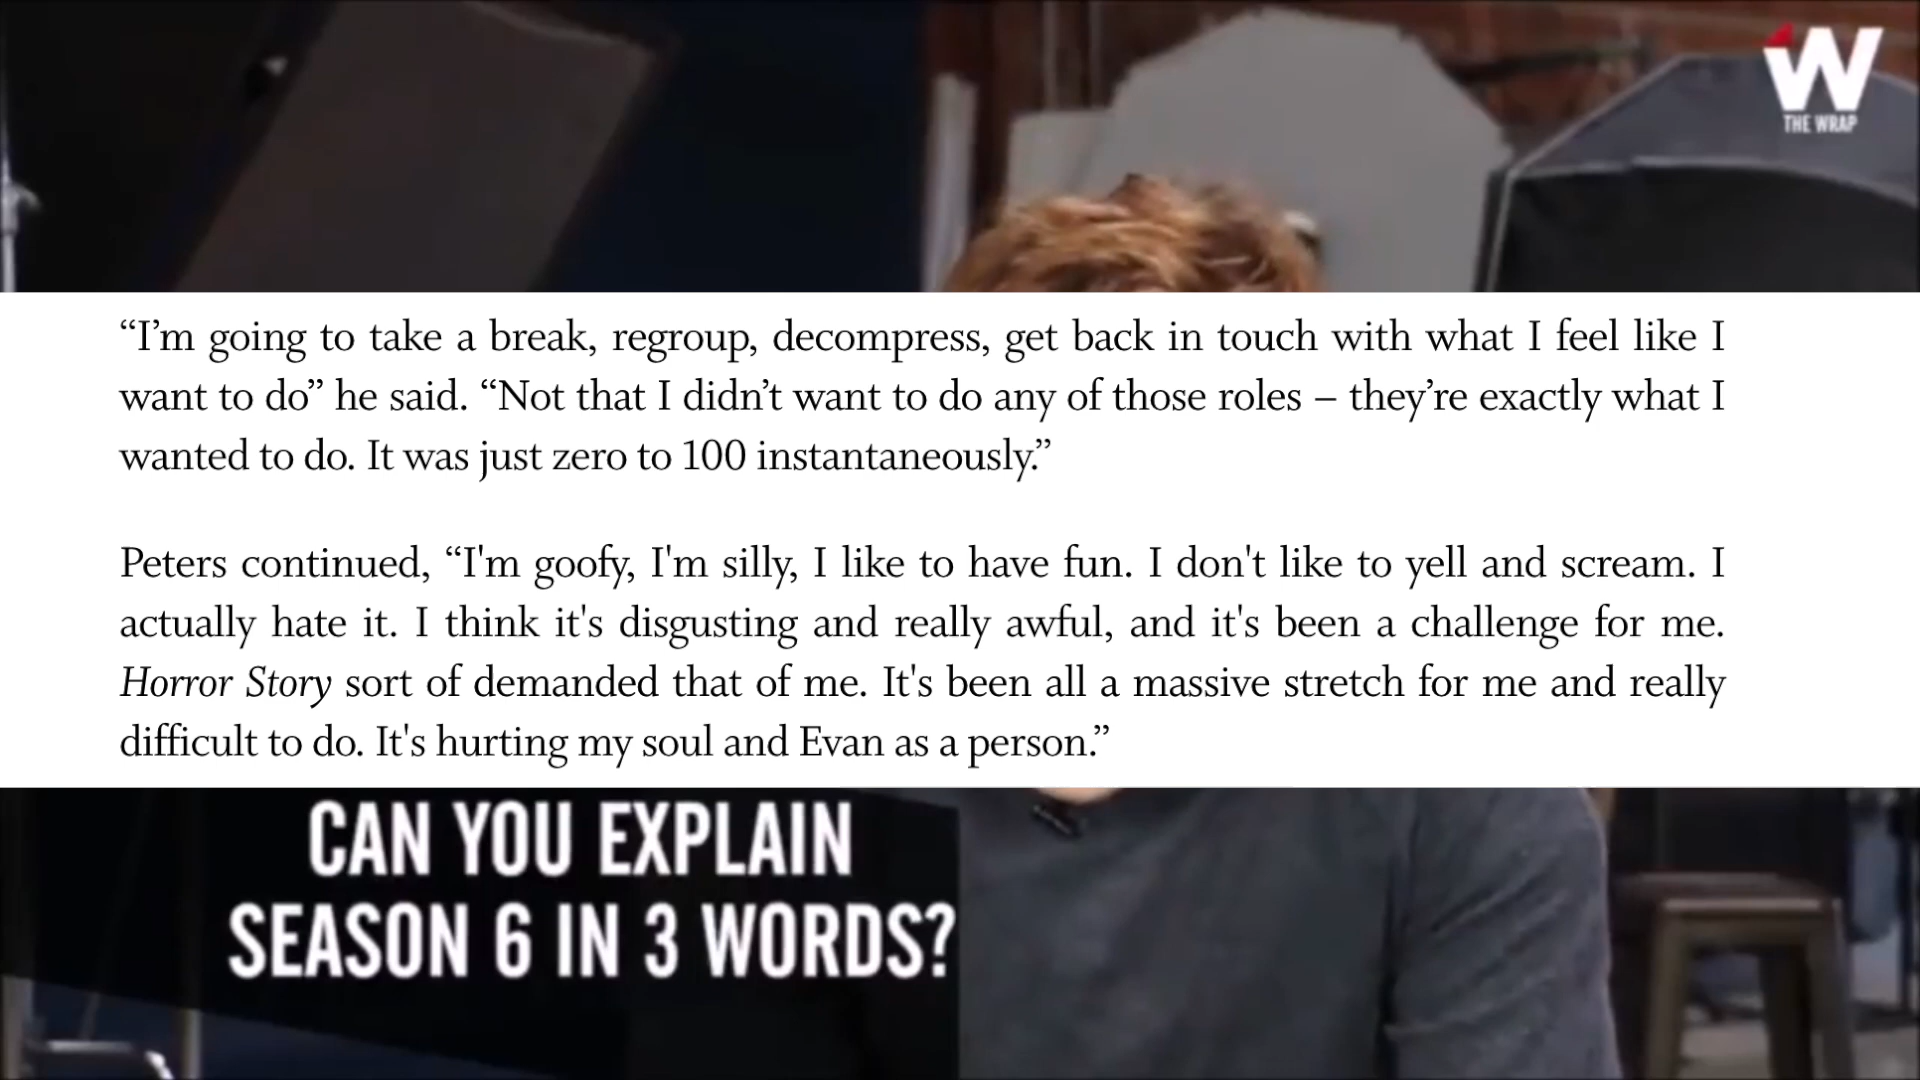 W
THE WRAP
“I’m going to take a break, regroup, decompress, get back in touch with what I feel like I
want to do” he said. “Not that I didn’t want to do any of those roles – they’re exactly what I
wanted to do. It was just zero to 100 instantaneously.”
Peters continued, “I'm goofy, I'm silly, I like to have fun. I don't like to yell and scream. I
actually hate it. I think it's disgusting and really awful, and it's been a challenge for me.
Horror Story sort of demanded that of me. It's been all a massive stretch for me and really
difficult to do. It's hurting my soul and Evan as a person.”
CAN YOU EXPLAIN
SEASON 6 IN 3 WORDS?